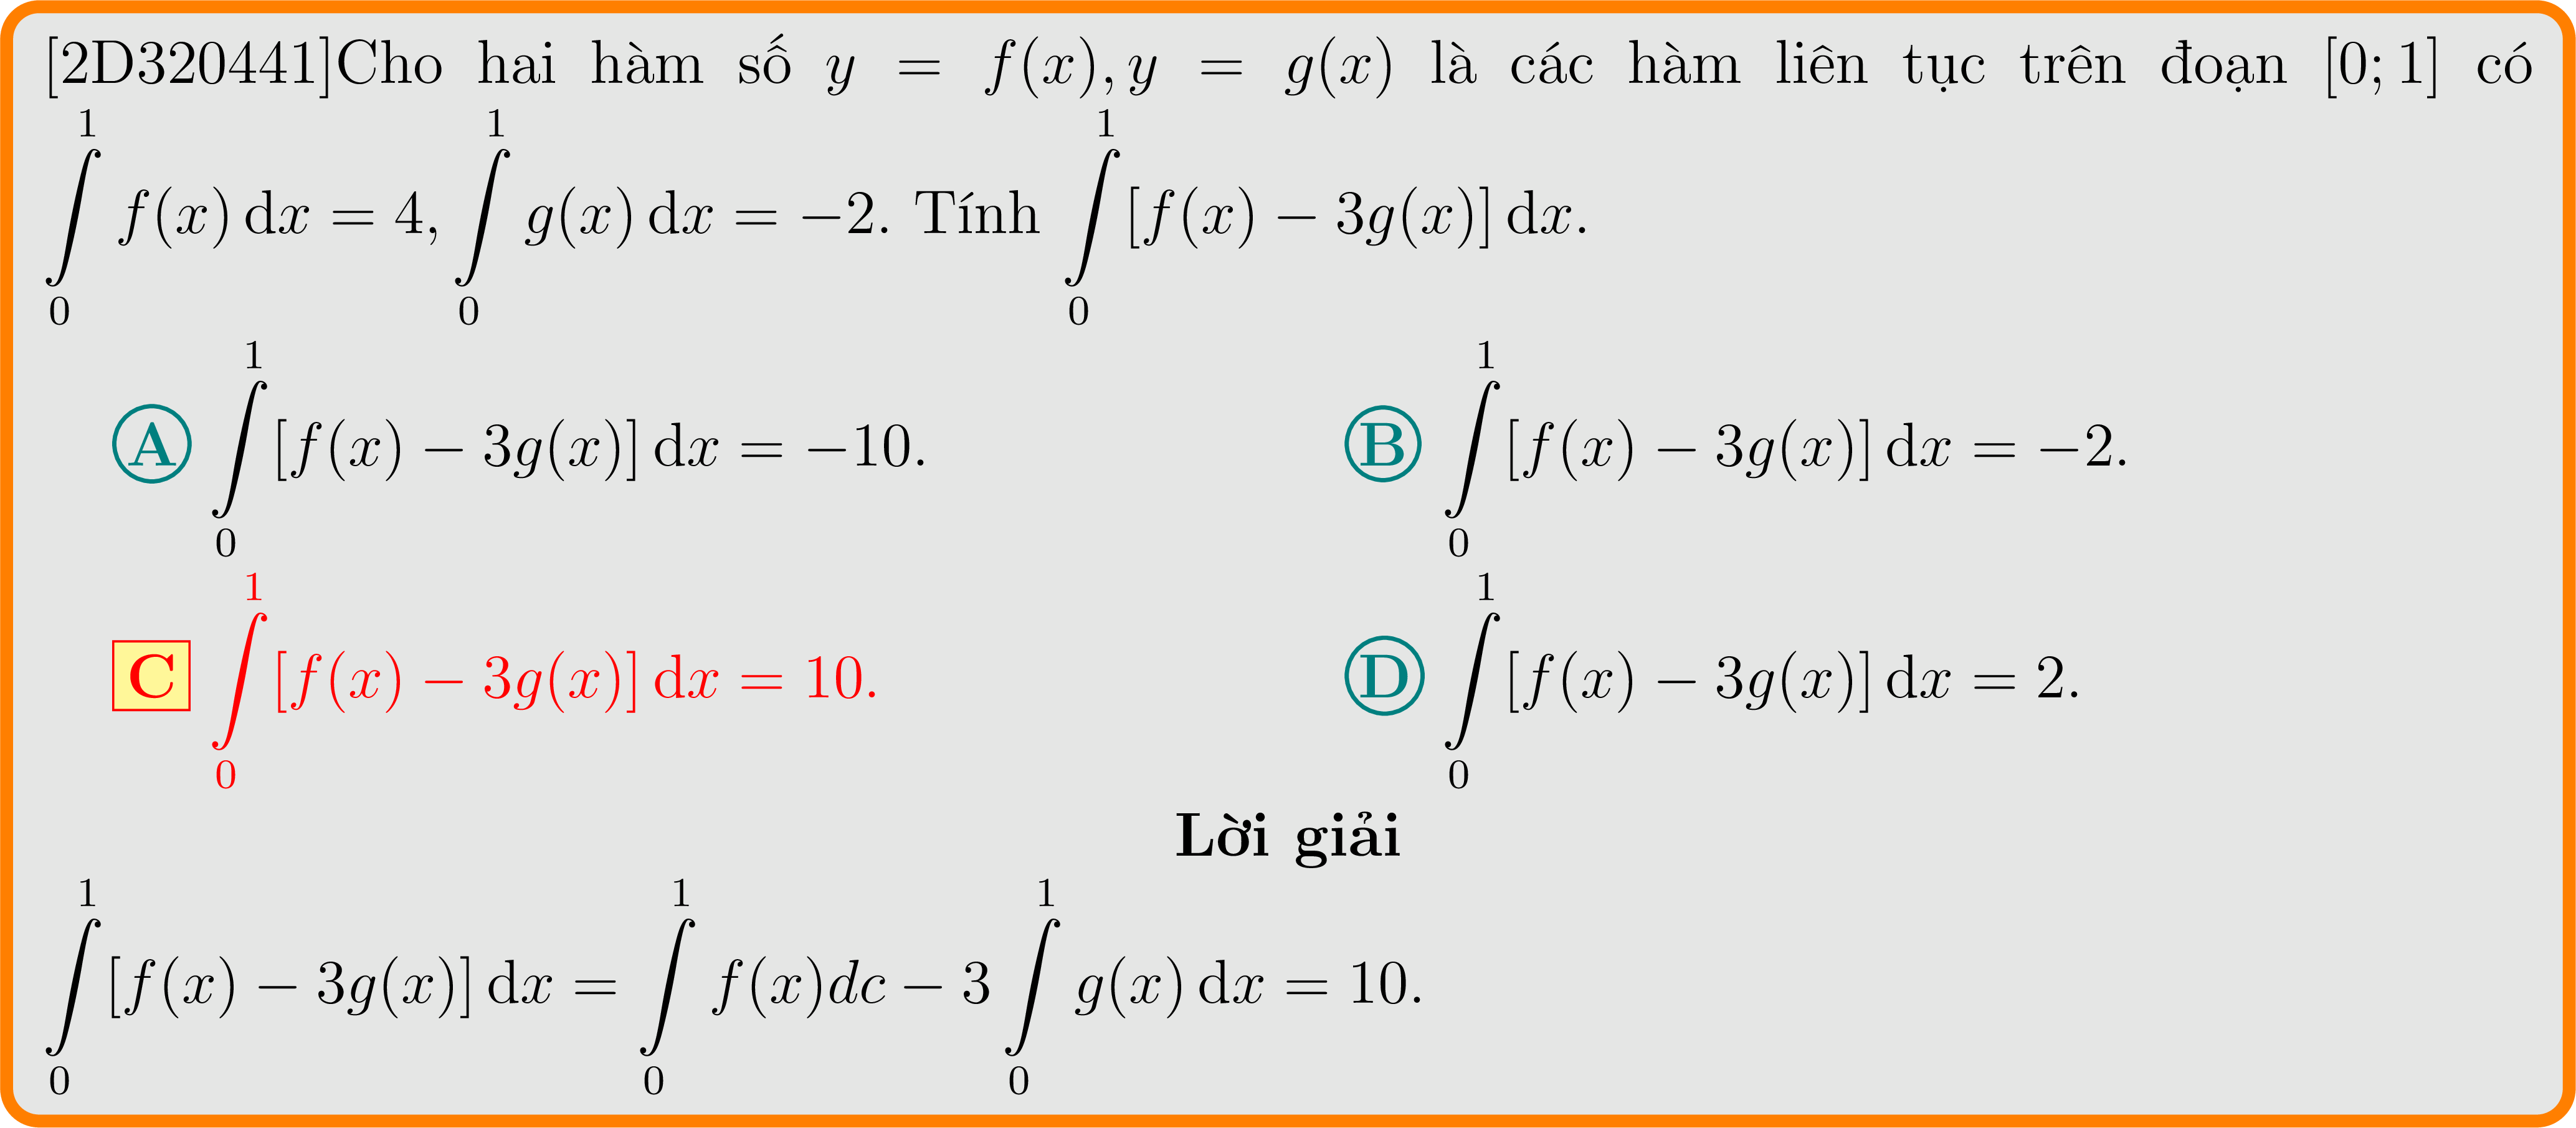 [2D320441]Cho hai hàm số $y = f(x), y = g(x)$ là các hàm liên tục trên đoạn $[0; 1]$ có
$\int\limits_0^1 f(x)\,\mathrm{d}x = 4, \int\limits_0^1 g(x)\,\mathrm{d}x = -2.$ Tính $\int\limits_0^1 [f(x) - 3g(x)]\,\mathrm{d}x.$
A $\int\limits_0^1 [f(x) - 3g(x)]\,\mathrm{d}x = -10.$ B $\int\limits_0^1 [f(x) - 3g(x)]\,\mathrm{d}x = -2.$
C $\int\limits_0^1 [f(x) - 3g(x)]\,\mathrm{d}x = 10.$ D $\int\limits_0^1 [f(x) - 3g(x)]\,\mathrm{d}x = 2.$
Lời giải
$\int\limits_0^1 [f(x) - 3g(x)]\,\mathrm{d}x = \int\limits_0^1 f(x)dc - 3\int\limits_0^1 g(x)\,\mathrm{d}x = 10.$